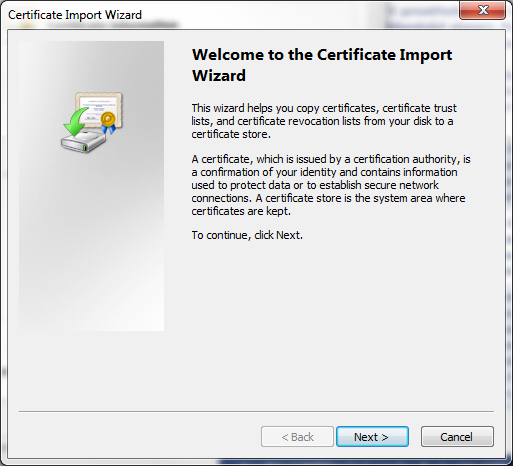 Certificate Import Wizard
Welcome to the Certificate Import
Wizard
This wizard helps you copy certificates, certificate trust
lists, and certificate revocation lists from your disk to a
certificate store.
A certificate, which is issued by a certification authority, is
a confirmation of your identity and contains information
used to protect data or to establish secure network
connections. A certificate store is the system area where
certificates are kept.
To continue, click Next.
< Back
Next >
Cancel